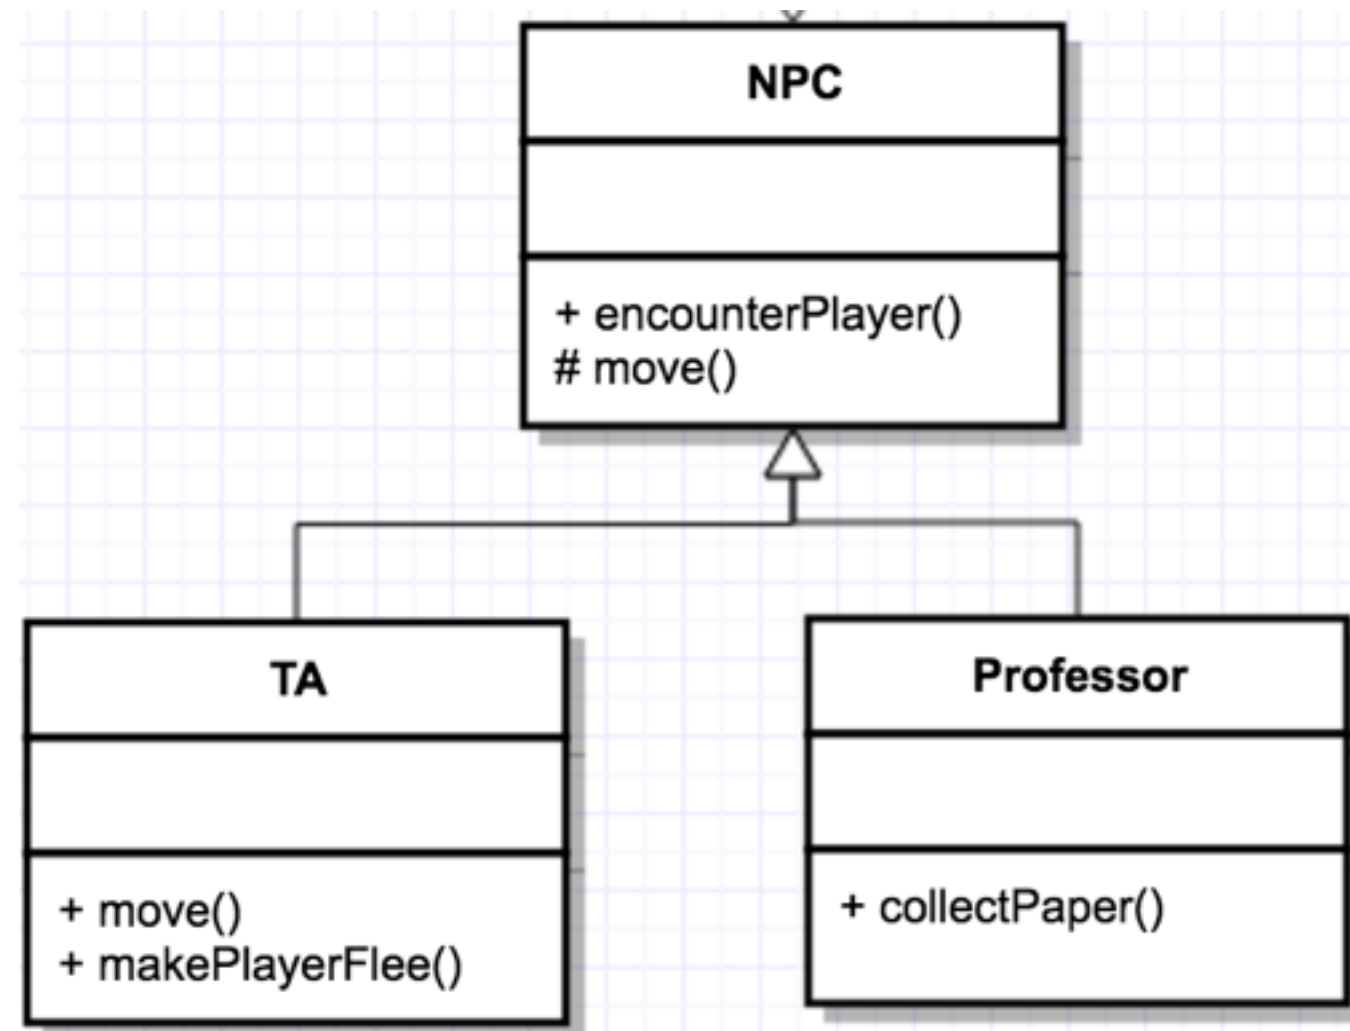 NPC
+ encounterPlayer()
# move()
TA
+ move()
+ makePlayerFlee()
Professor
+ collectPaper()